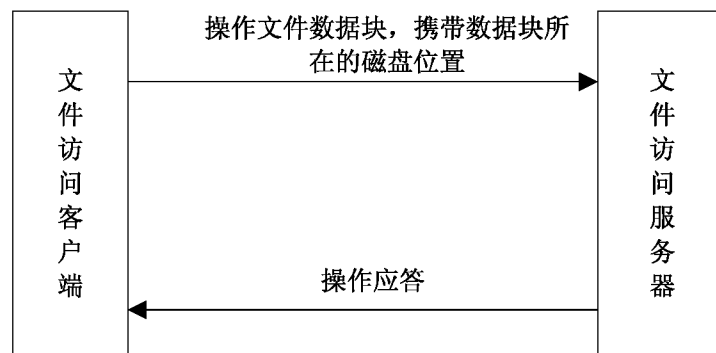 操作文件数据块，携带数据块所
在的磁盘位置
文件访问客户端
文件访问服务器
操作应答